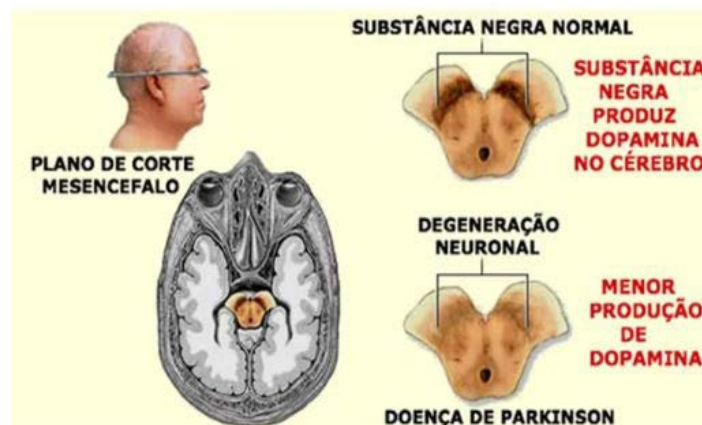 PLANO DE CORTE
MESENCEFALO
SUBSTÂNCIA NEGRA NORMAL
SUBSTÂNCIA
NEGRA
PRODUZ
DOPAMINA
NO CÉREBRO
DEGENERAÇÃO
NEURONAL
MENOR
PRODUÇÃO
DE
DOPAMINA
DOENÇA DE PARKINSON